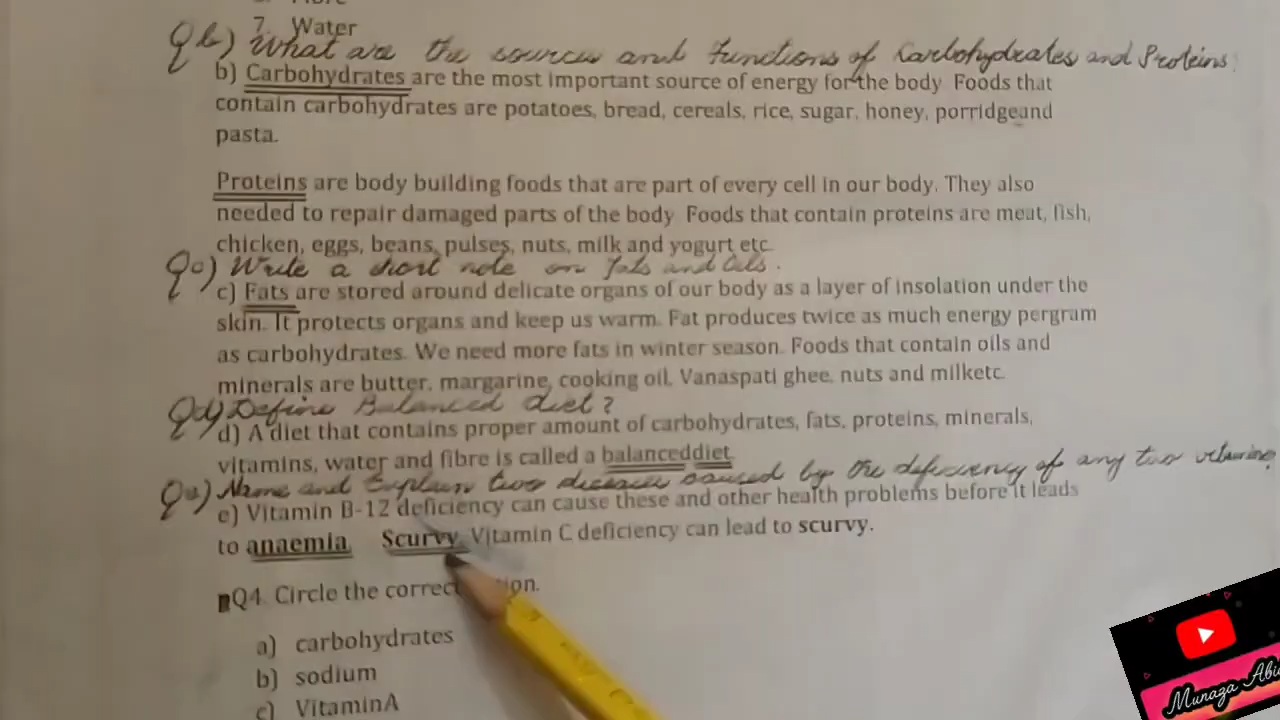 7. Water
Qb) What are the sources and functions of Carbohydrates and Proteins.
b) Carbohydrates are the most important source of energy for the body Foods that
contain carbohydrates are potatoes, bread, cereals, rice, sugar, honey, porridgeand
pasta.
Proteins are body building foods that are part of every cell in our body. They also
needed to repair damaged parts of the body Foods that contain proteins are meat, fish,
chicken, eggs, beans, pulses, nuts, milk and yogurt etc.
Qc) Write a short note on fats and Oils.
c) Fats are stored around delicate organs of our body as a layer of insolation under the
skin. It protects organs and keep us warm. Fat produces twice as much energy pergram
as carbohydrates. We need more fats in winter season. Foods that contain oils and
minerals are butter, margarine, cooking oil, Vanaspati ghee, nuts and milketc.
Qd) Define Balanced diet?
d) A diet that contains proper amount of carbohydrates, fats, proteins, minerals,
vitamins, water and fibre is called a balanceddiet
Qe) Name and Explain two diseases caused by the deficiency of any two vitamins
e) Vitamin B-12 deficiency can cause these and other health problems before it leads
to anaemia. Scurvy. Vitamin C deficiency can lead to scurvy.
Q4. Circle the correct
a) carbohydrates
b) sodium
c) VitaminA
Munaza